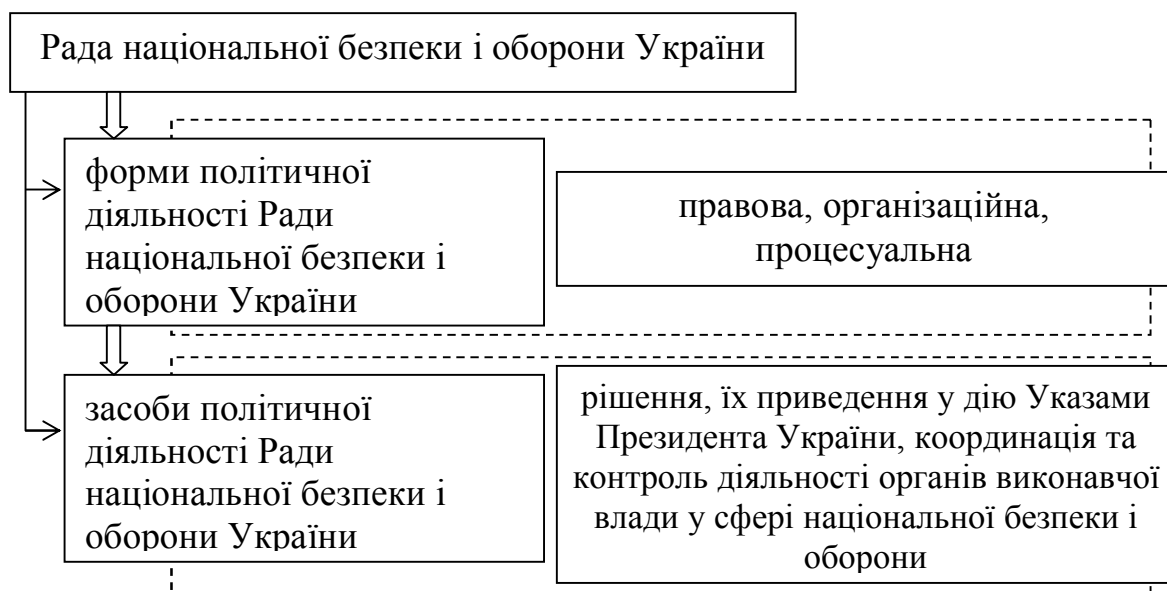 Рада національної безпеки і оборони України
форми політичної
діяльності Ради
національної безпеки і
оборони України
правова, організаційна,
процесуальна
засоби політичної
діяльності Ради
національної безпеки і
оборони України
рішення, їх приведення у дію Указами
Президента України, координація та
контроль діяльності органів виконавчої
влади у сфері національної безпеки і
оборони